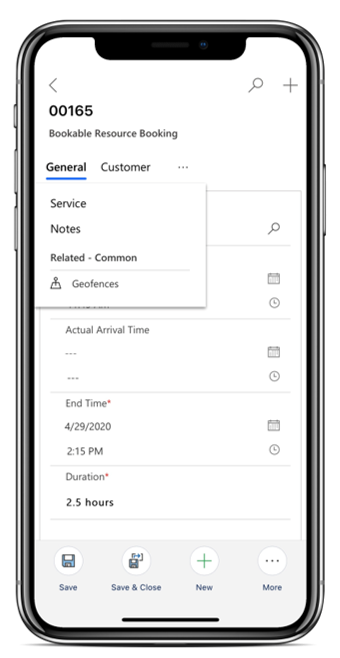 00165
Bookable Resource Booking
General Customer ...
Service
Notes
Related - Common
Geofences
Actual Arrival Time
---
---
End Time*
4/29/2020
2:15 PM
Duration*
2.5 hours
Save Save & Close New More